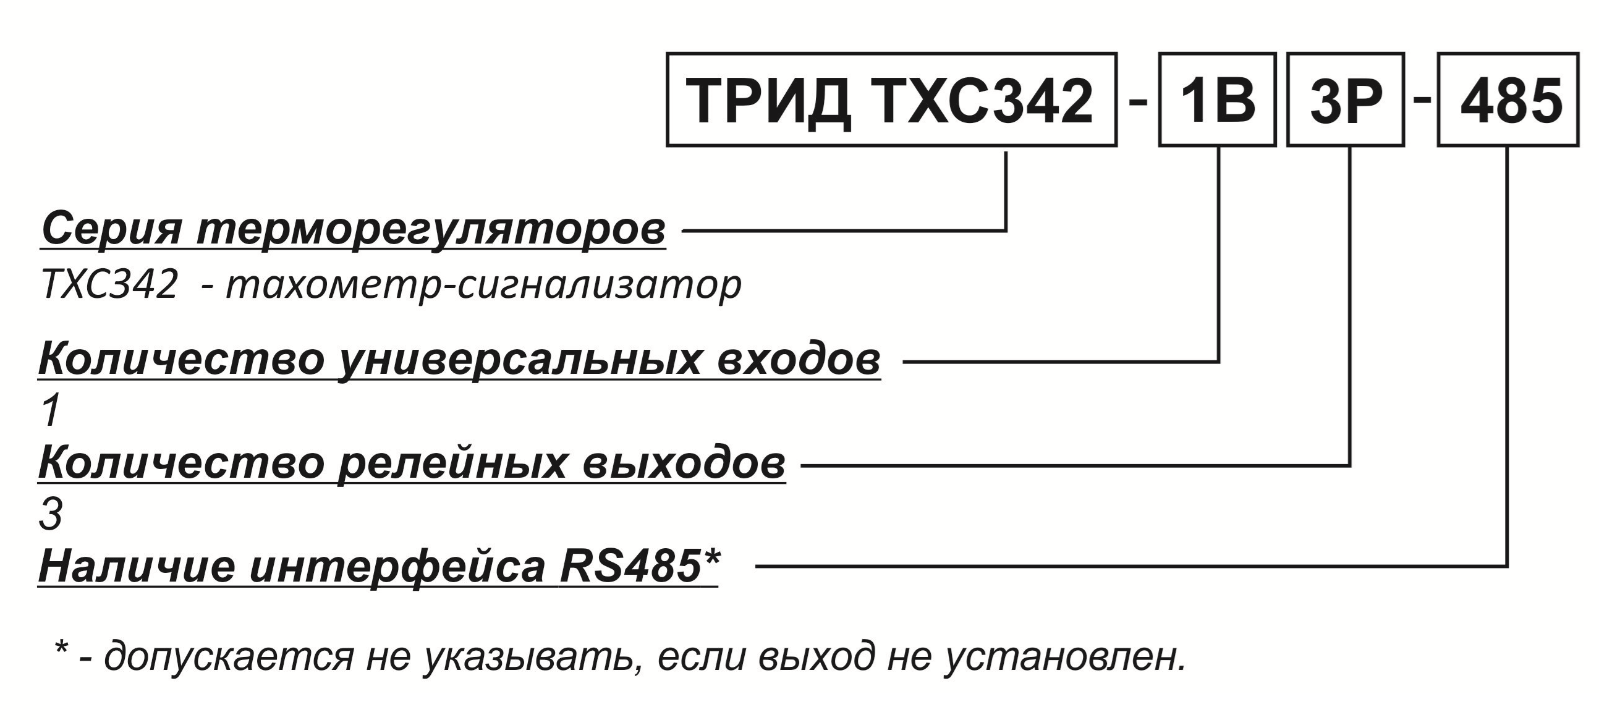 ТРИД ТХС342 - 1В 3Р - 485
Серия терморегуляторов
ТХС342 - тахометр-сигнализатор
Количество универсальных входов
1
Количество релейных выходов
3
Наличие интерфейса RS485*
* - допускается не указывать, если выход не установлен.